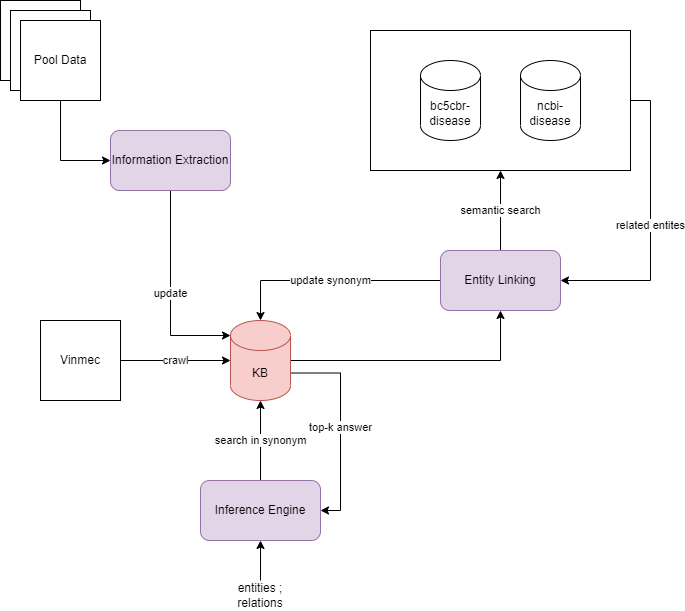 Pool Data
bc5cbr-
disease
ncbi-
disease
Information Extraction
semantic search
related entites
Entity Linking
update synonym
update
Vinmec
crawl
KB
top-k answer
search in synonym
Inference Engine
entities ;
relations